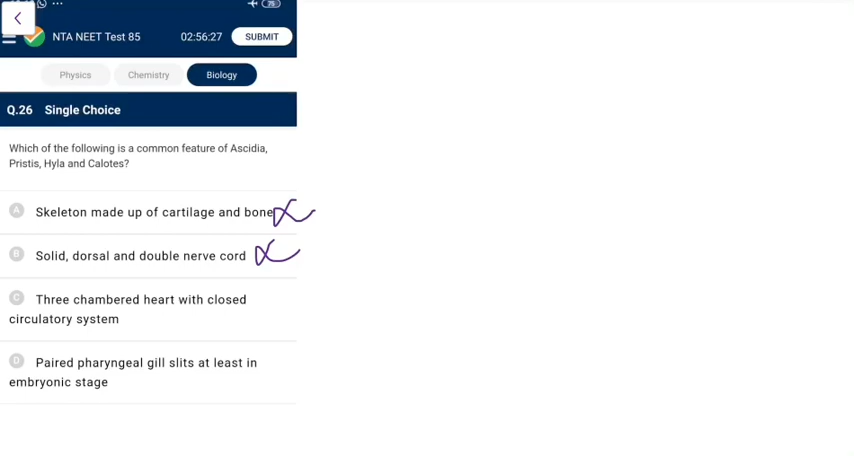 75
NTA NEET Test 85 02:56:27 SUBMIT
Physics Chemistry Biology
Q.26 Single Choice
Which of the following is a common feature of Ascidia,
Pristis, Hyla and Calotes?
A Skeleton made up of cartilage and bone
B Solid, dorsal and double nerve cord
C Three chambered heart with closed
circulatory system
D Paired pharyngeal gill slits at least in
embryonic stage